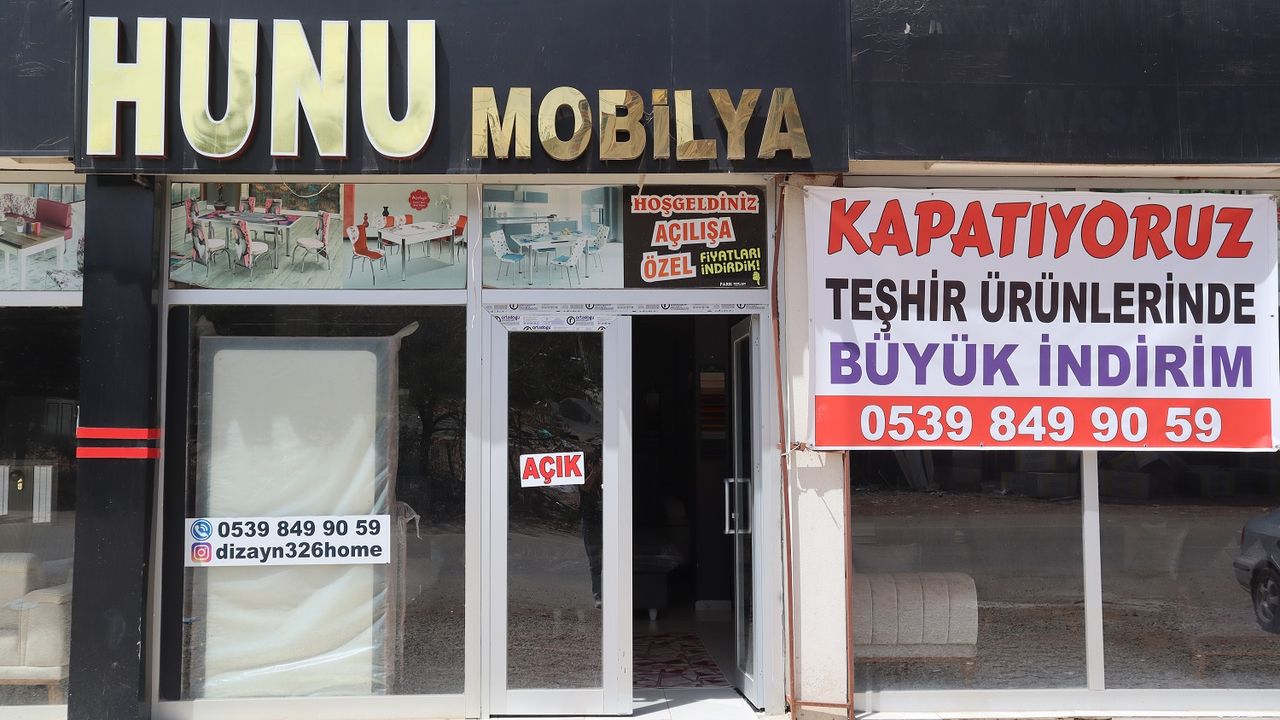 HUNU MOBİLYA
HOŞGELDİNİZ
AÇILIŞA
ÖZEL
FİYATLARI
İNDİRDİK!
KAPATIYORUZ
TEŞHİR ÜRÜNLERİNDE
BÜYÜK İNDİRİM
0539 849 90 59
AÇIK
0539 849 90 59
dizayn326home